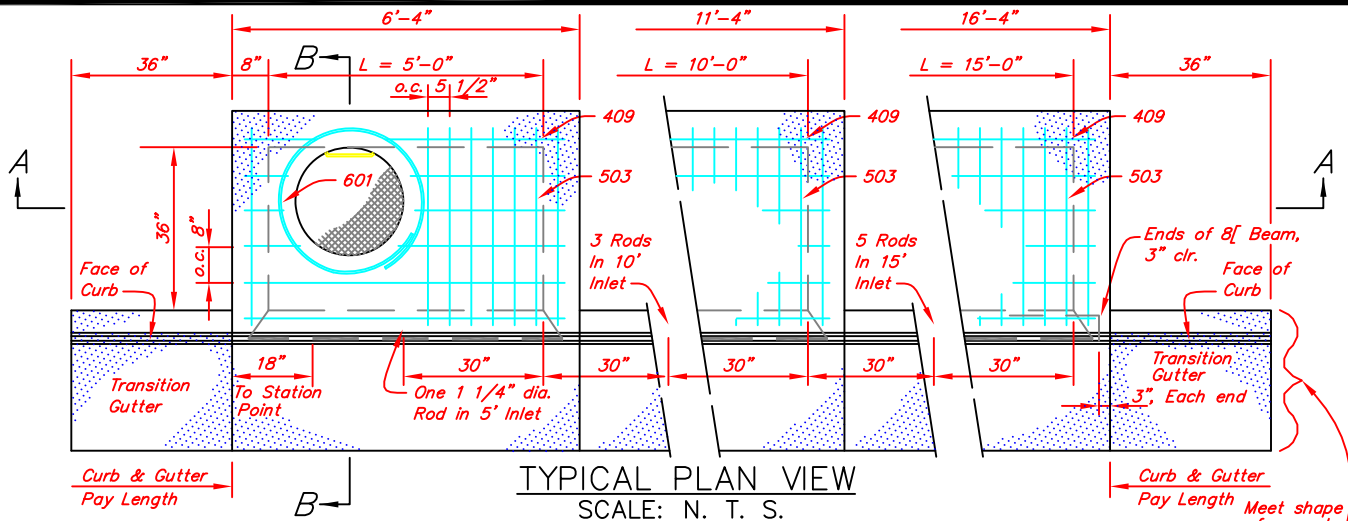 6'-4"
11'-4"
16'-4"
36"
8"
B
L = 5'-0"
L = 10'-0"
L = 15'-0"
36"
o.c. 5 1/2"
409
409
409
A
A
601
503
503
503
36"
o.c. 8"
Face of
Curb
3 Rods
In 10'
Inlet
5 Rods
In 15'
Inlet
Ends of 8[ Beam,
3" clr.
Face of
Curb
18"
To Station
Point
30"
30"
30"
30"
30"
Transition
Gutter
One 1 1/4" dia.
Rod in 5' Inlet
Transition
Gutter
3", Each end
Curb & Gutter
Pay Length
B
TYPICAL PLAN VIEW
SCALE: N. T. S.
Curb & Gutter
Pay Length
Meet shape